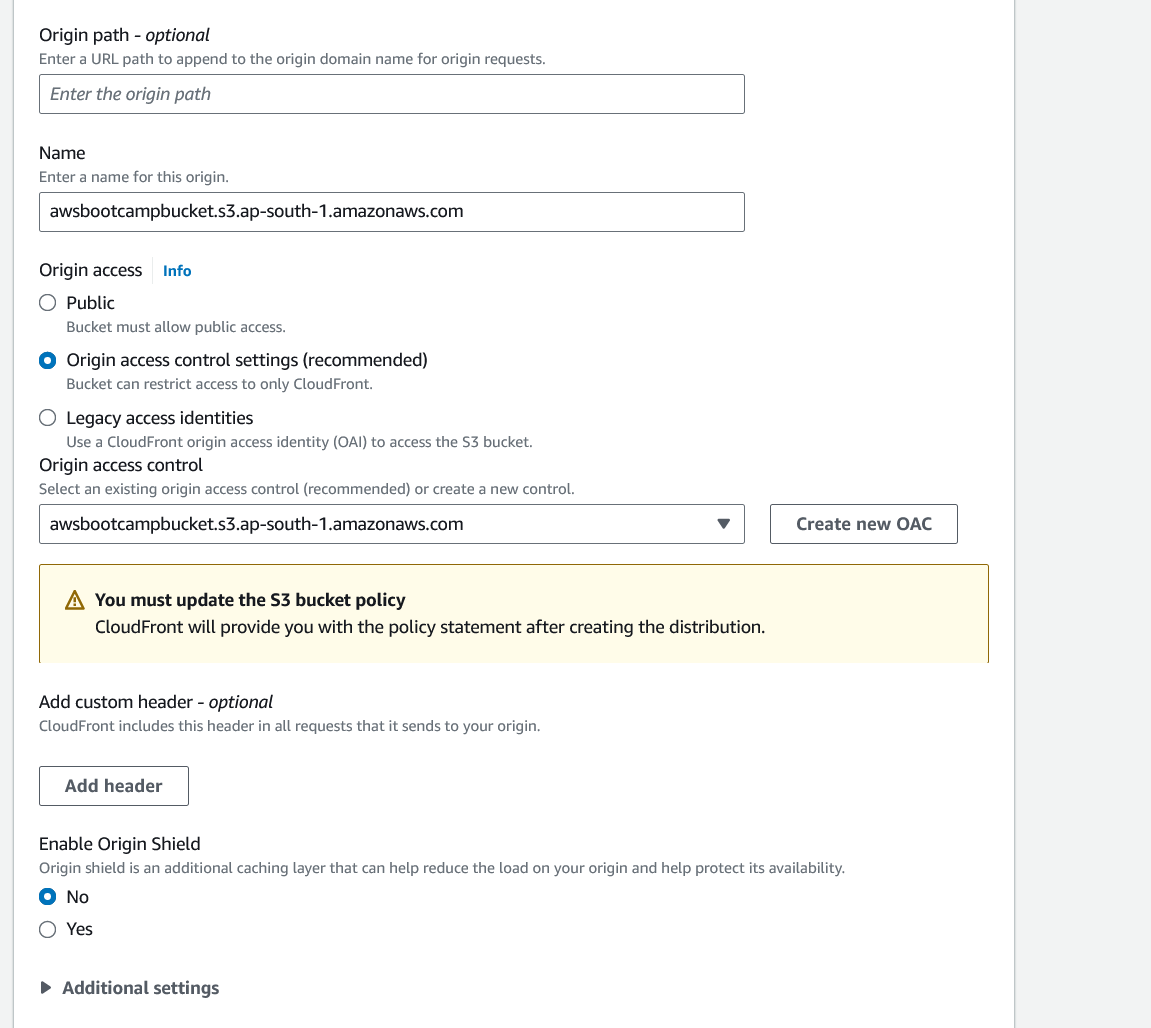 Origin path - optional
Enter a URL path to append to the origin domain name for origin requests.
Enter the origin path
Name
Enter a name for this origin.
awsbootcampbucket.s3.ap-south-1.amazonaws.com
Origin access Info
Public
Bucket must allow public access.
Origin access control settings (recommended)
Bucket can restrict access to only CloudFront.
Legacy access identities
Use a CloudFront origin access identity (OAI) to access the S3 bucket.
Origin access control
Select an existing origin access control (recommended) or create a new control.
awsbootcampbucket.s3.ap-south-1.amazonaws.com Create new OAC
You must update the S3 bucket policy
CloudFront will provide you with the policy statement after creating the distribution.
Add custom header - optional
CloudFront includes this header in all requests that it sends to your origin.
Add header
Enable Origin Shield
Origin shield is an additional caching layer that can help reduce the load on your origin and help protect its availability.
No
Yes
Additional settings